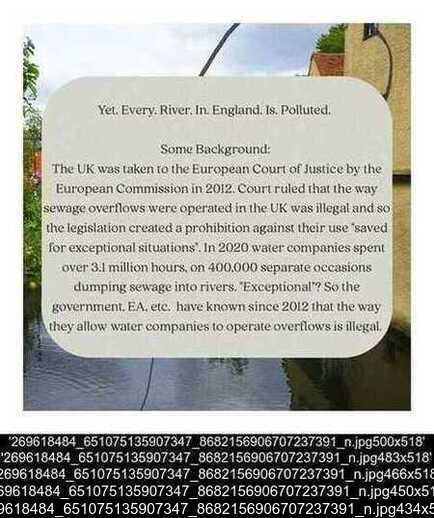 Yet. Every. River. In. England. Is. Polluted.
Some Background:
The UK was taken to the European Court of Justice by the
European Commission in 2012. Court ruled that the way
sewage overflows were operated in the UK was illegal and so
the legislation created a prohibition against their use "saved
for exceptional situations". In 2020 water companies spent
over 3.1 million hours, on 400,000 separate occasions
dumping sewage into rivers. "Exceptional"? So the
government, EA, etc. have known since 2012 that the way
they allow water companies to operate overflows is illegal.
'269618484_651075135907347_8682156906707237391_n.jpg500x518'
'269618484_651075135907347_8682156906707237391_n.jpg483x518'
269618484_651075135907347_8682156906707237391_n.jpg466x518
69618484_651075135907347_8682156906707237391_n.jpg450x51
9618484_651075135907347_8682156906707237391_n.jpg434x5